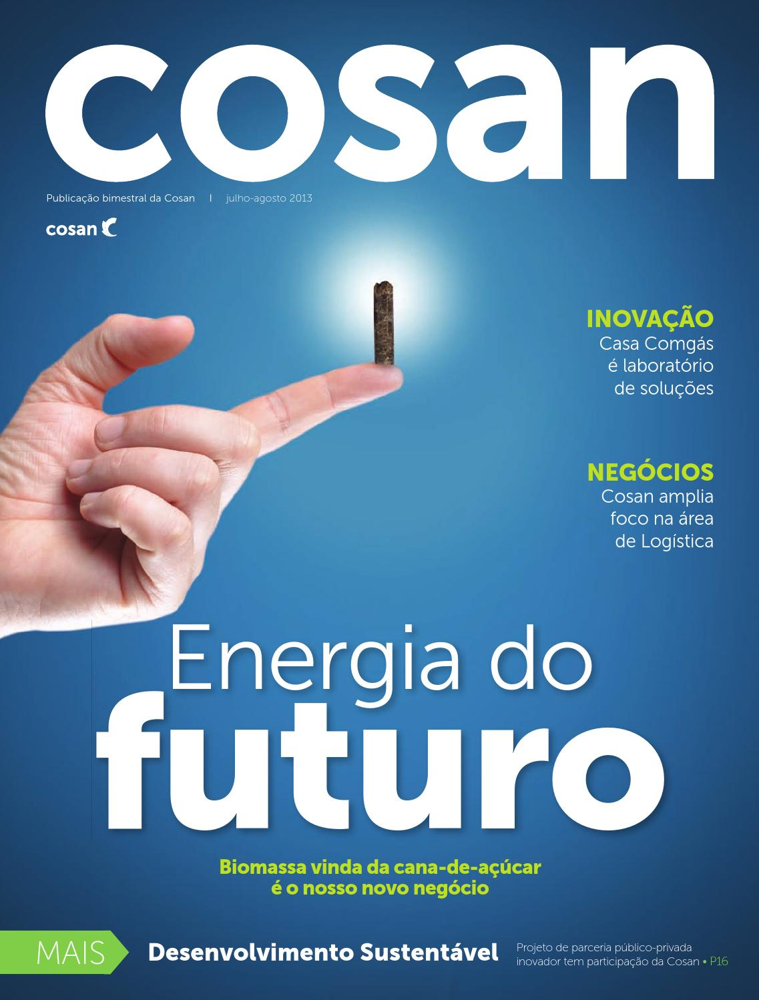 cosan
Publicação bimestral da Cosan | julho-agosto 2013
cosan
INOVAÇÃO
Casa Comgás
é laboratório
de soluções
NEGÓCIOS
Cosan amplia
foco na área
de Logística
Energia do
futuro
Biomassa vinda da cana-de-açúcar
é o nosso novo negócio
MAIS
Desenvolvimento Sustentável
Projeto de parceria público-privada
inovador tem participação da Cosan • P16